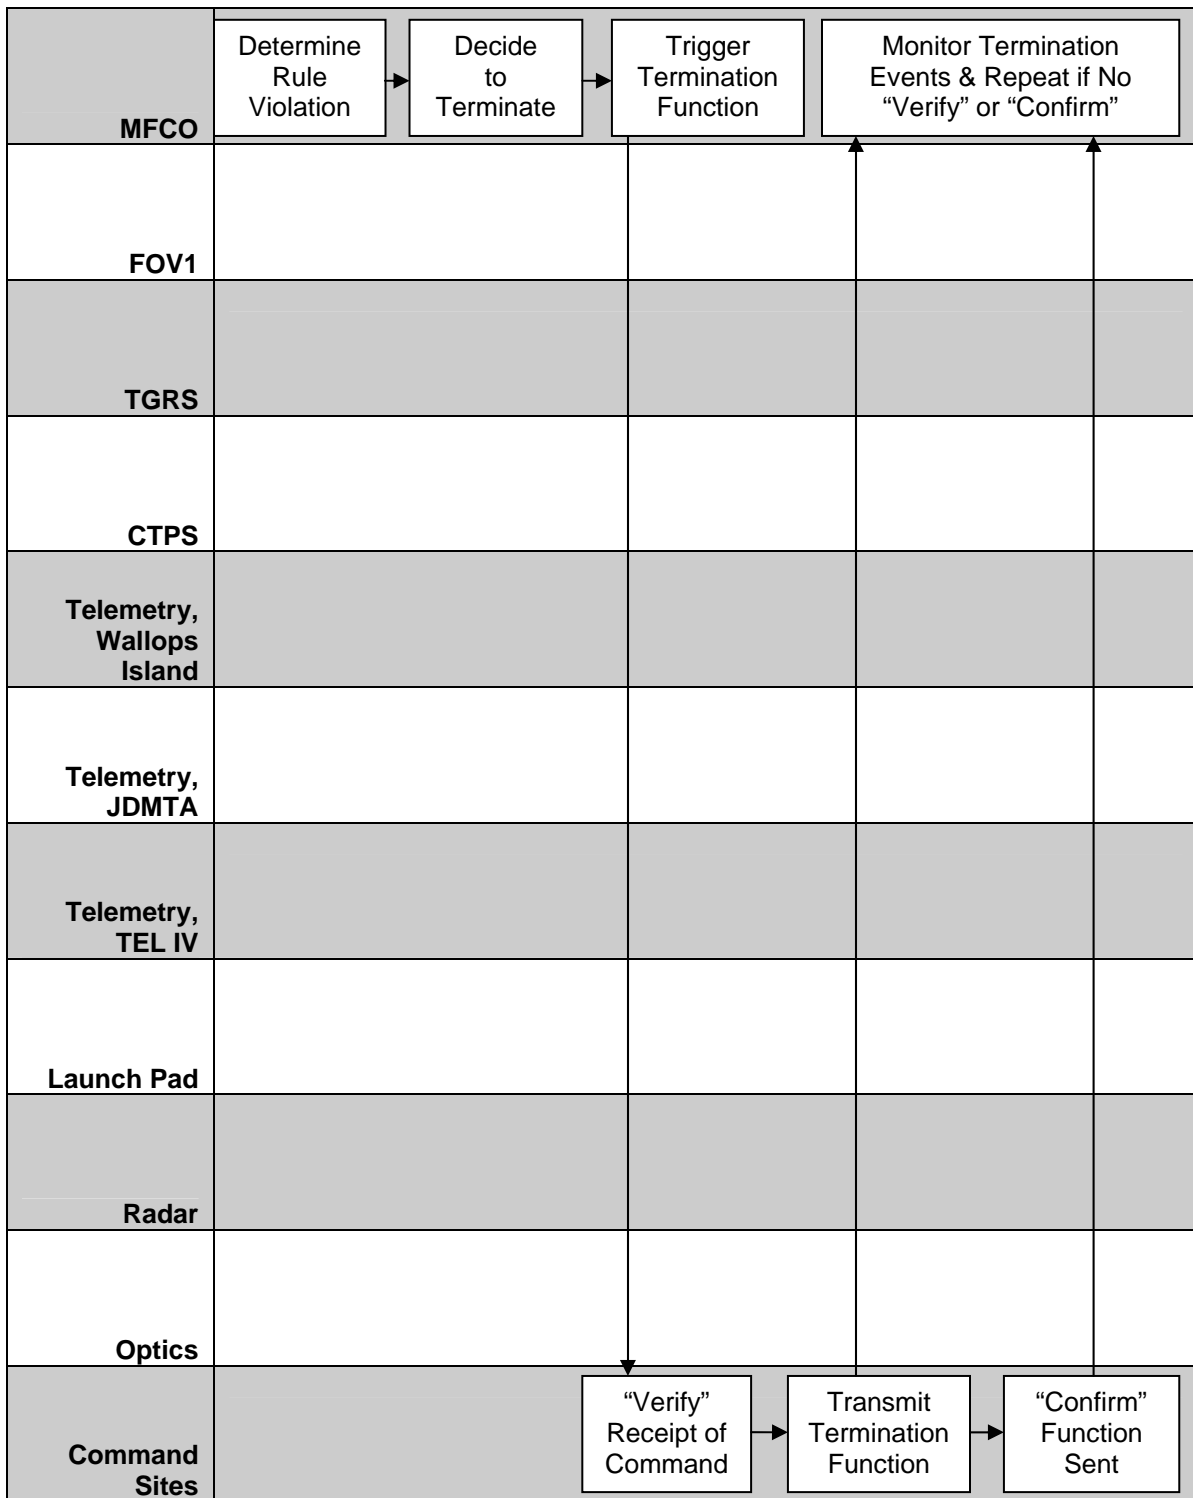 Determine
Rule
Violation
Decide
to
Terminate
Trigger
Termination
Function
Monitor Termination
Events & Repeat if No
“Verify” or “Confirm”
MFCO
FOV1
TGRS
CTPS
Telemetry,
Wallops
Island
Telemetry,
JDMTA
Telemetry,
TEL IV
Launch Pad
Radar
Optics
“Verify”
Receipt of
Command
Transmit
Termination
Function
“Confirm”
Function
Sent
Command
Sites